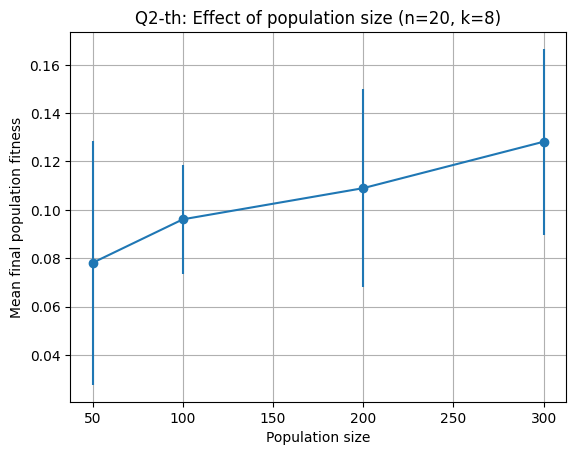 Q2-th: Effect of population size (n=20, k=8)
Mean final population fitness
0.16
0.14
0.12
0.10
0.08
0.06
0.04
50 100 150 200 250 300
Population size